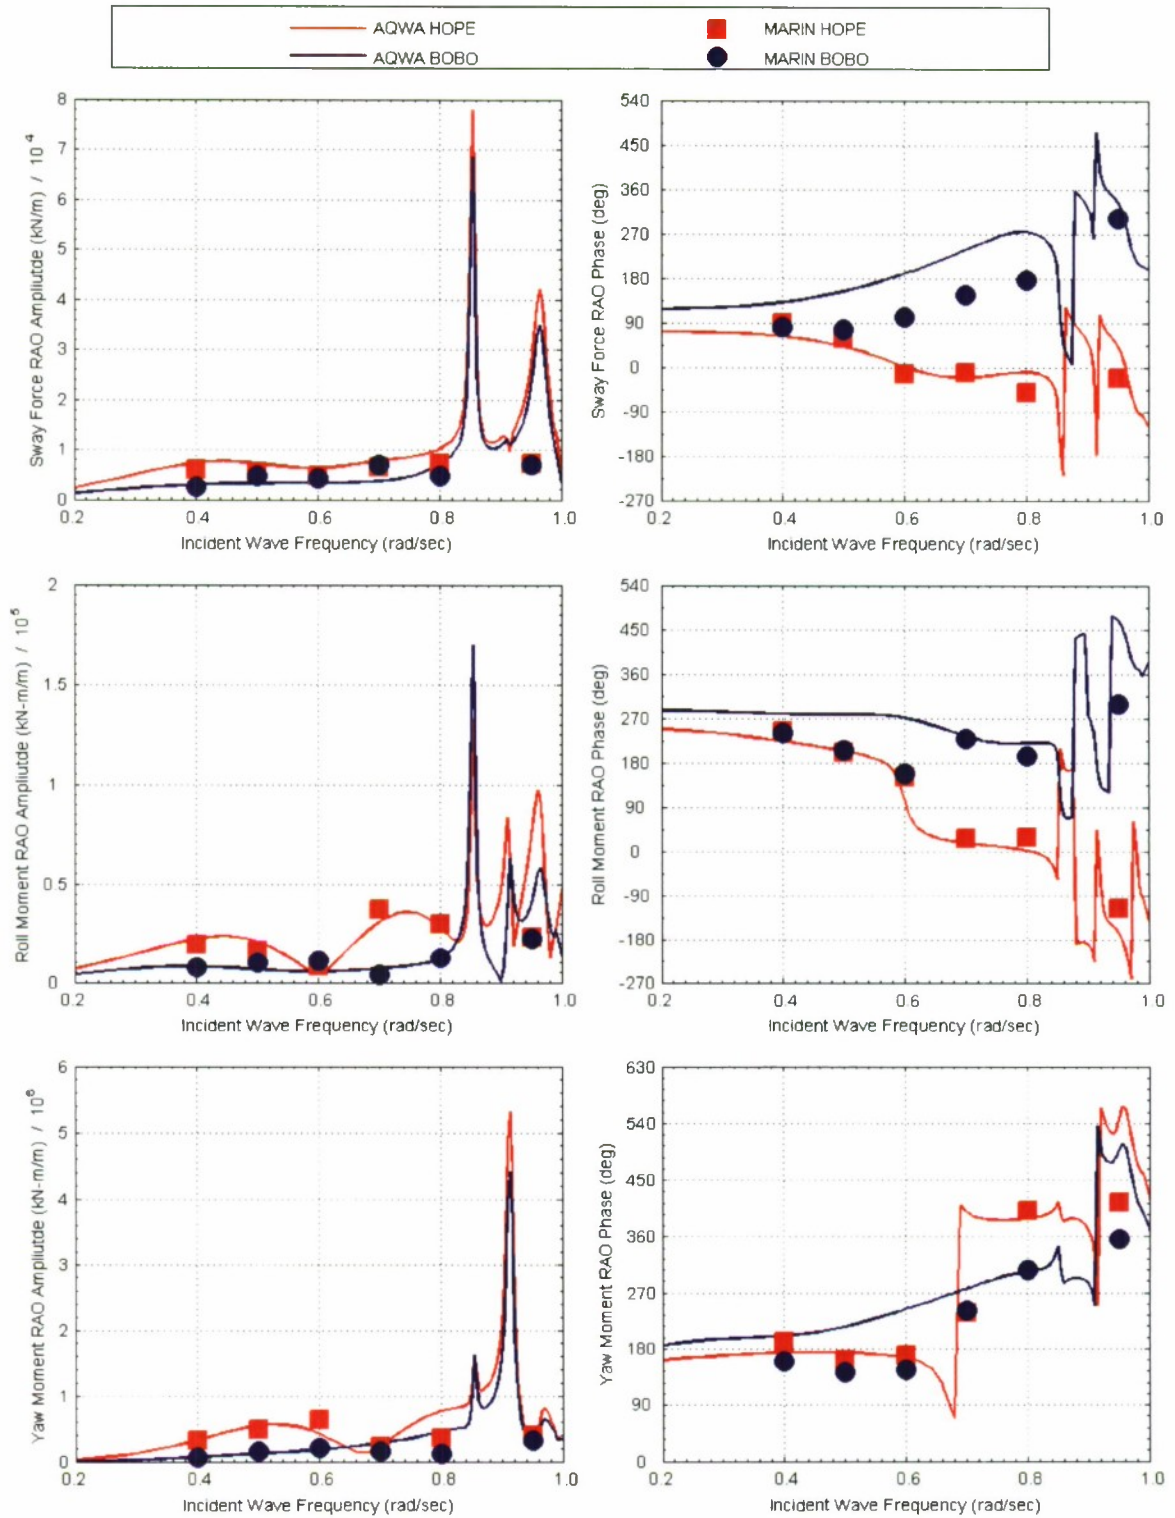 AQWA HOPE
MARIN HOPE
AQWA BOBO
MARIN BOBO
Sway Force RAO Ampliutde (kN/m) / 10⁴
8
7
6
5
4
3
2
1
0
0.2 0.4 0.6 0.8 1.0
Incident Wave Frequency (rad/sec)
Sway Force RAO Phase (deg)
540
450
360
270
180
90
0
-90
-180
-270
0.2 0.4 0.6 0.8 1.0
Incident Wave Frequency (rad/sec)
Roll Moment RAO Ampliutde (kN-m/m) / 10
2
1.5
1
0.5
0
0.2 0.4 0.6 0.8 1.0
Incident Wave Frequency (rad/sec)
Roll Moment RAO Phase (deg)
540
450
360
270
180
90
0
-90
-180
-270
0.2 0.4 0.6 0.8 1.0
Incident Wave Frequency (rad/sec)
Yaw Moment RAO Ampliutde (kN-m/m) / 10⁶
6
5
4
3
2
1
0
0.2 0.4 0.6 0.8 1.0
Incident Wave Frequency (rad/sec)
Yaw Moment RAO Phase (deg)
630
540
450
360
270
180
90
0
0.2 0.4 0.6 0.8 1.0
Incident Wave Frequency (rad/sec)